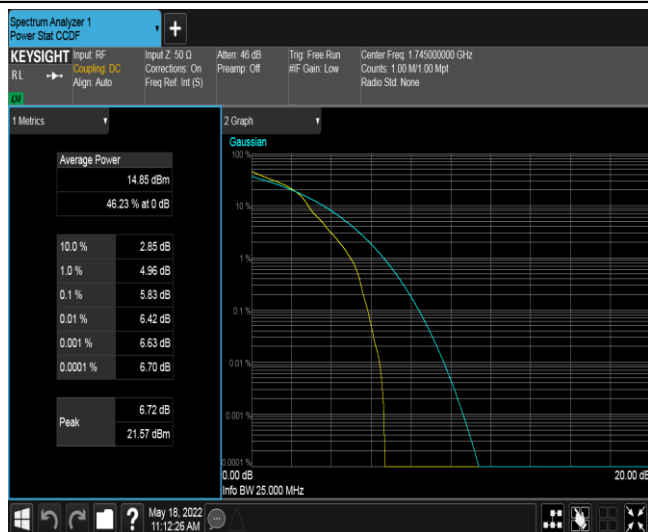 Spectrum Analyzer 1
Power Stat CCDF
+
KEYSIGHT
RL
LXI
Input: RF
Coupling: DC
Align: Auto
Input Z: 50 Ω
Corrections: On
Freq Ref: Int (S)
Atten: 46 dB
Preamp: Off
Trig: Free Run
#IF Gain: Low
Center Freq: 1.745000000 GHz
Counts: 1.00 M/1.00 Mpt
Radio Std: None
1 Metrics
Average Power
14.85 dBm
46.23 % at 0 dB
10.0 % 2.85 dB
1.0 % 4.96 dB
0.1 % 5.83 dB
0.01 % 6.42 dB
0.001 % 6.63 dB
0.0001 % 6.70 dB
Peak
6.72 dB
21.57 dBm
2 Graph
Gaussian
100 %
10 %
1 %
0.1 %
0.01 %
0.001 %
0.0001 %
0.00 dB
20.00 dB
Info BW 25.000 MHz
?
May 18, 2022
11:12:26 AM